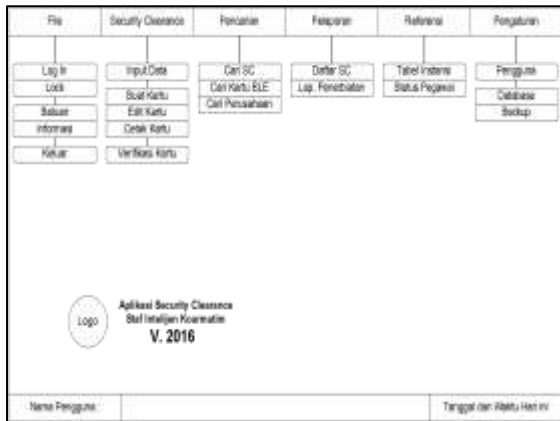 File
Security Clearance
Pencarian
Pelaporan
Referensi
Pengaturan
Log In
Lock
Batuan
Informasi
Keluar
Input Data
Buat Kartu
Edit Kartu
Cetak Kartu
Verifikasi Kartu
Cari SC
Cari Kartu BLE
Cari Perusahaan
Daftar SC
Lap. Penerbitan
Tabel Instansi
Status Pegawai
Pengguna
Database
Backup
Logo
Aplikasi Security Clearance
Staf Intelijen Koarmatim
V. 2016
Nama Pengguna :
Tanggal dan Waktu Hari ini